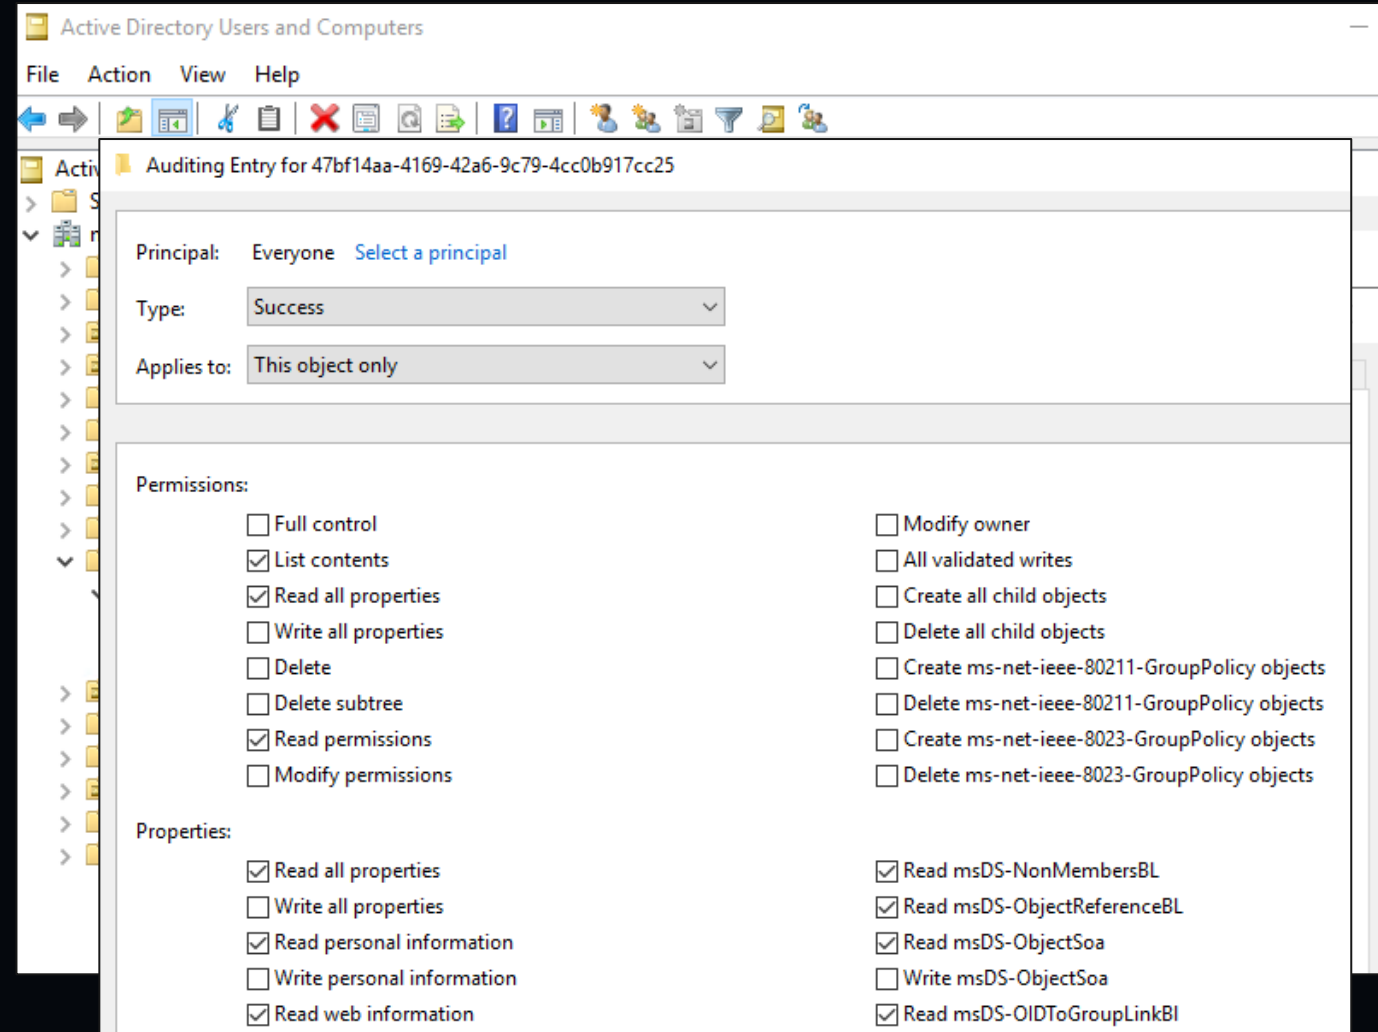 Active Directory Users and Computers
File Action View Help
Auditing Entry for 47bf14aa-4169-42a6-9c79-4cc0b917cc25
Principal: Everyone Select a principal
Type: Success
Applies to: This object only
Permissions:
Full control Modify owner
List contents All validated writes
Read all properties Create all child objects
Write all properties Delete all child objects
Delete Create ms-net-ieee-80211-GroupPolicy objects
Delete subtree Delete ms-net-ieee-80211-GroupPolicy objects
Read permissions Create ms-net-ieee-8023-GroupPolicy objects
Modify permissions Delete ms-net-ieee-8023-GroupPolicy objects
Properties:
Read all properties Read msDS-NonMembersBL
Write all properties Read msDS-ObjectReferenceBL
Read personal information Read msDS-ObjectSoa
Write personal information Write msDS-ObjectSoa
Read web information Read msDS-OIDToGroupLinkBl